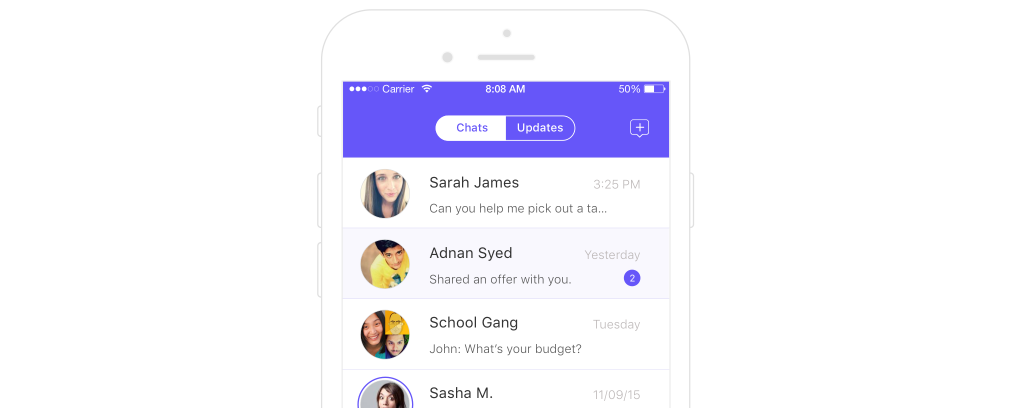 Carrier 8:08 AM 50%
Chats Updates
Sarah James 3:25 PM
Can you help me pick out a ta...
Adnan Syed Yesterday
Shared an offer with you. 2
School Gang Tuesday
John: What's your budget?
Sasha M. 11/09/15